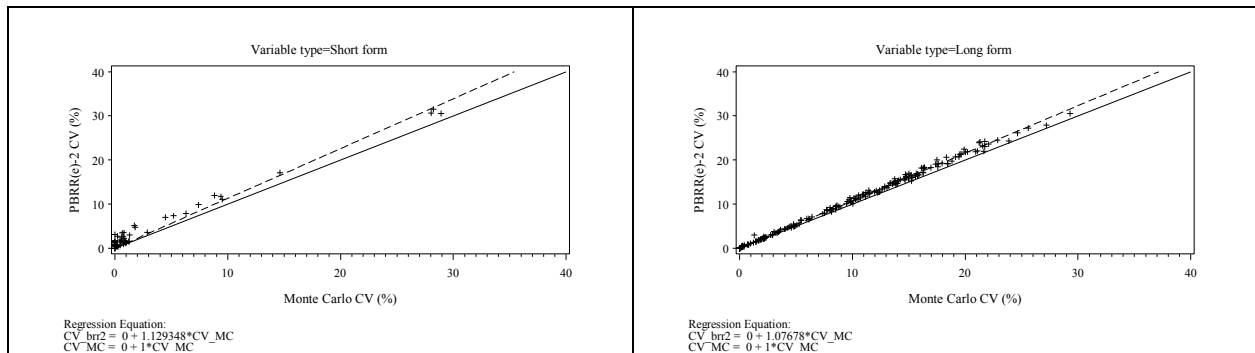 Variable type=Short form
40
30
20
10
0
PBRR(e)-2 CV (%)
0 10 20 30 40
Monte Carlo CV (%)
Regression Equation:
CV_brr2 = 0 + 1.129348*CV_MC
CV_MC = 0 + 1*CV_MC
Variable type=Long form
40
30
20
10
0
PBRR(e)-2 CV (%)
0 10 20 30 40
Monte Carlo CV (%)
Regression Equation:
CV_brr2 = 0 + 1.07678*CV_MC
CV_MC = 0 + 1*CV_MC